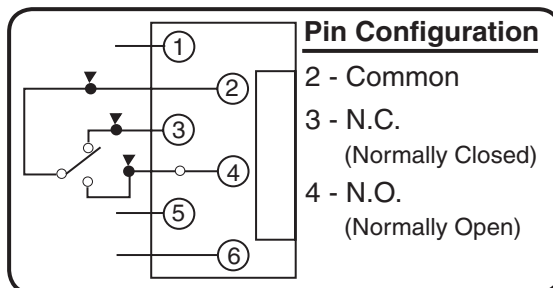 Pin Configuration
1
2
3
4
5
6
2 - Common
3 - N.C.
(Normally Closed)
4 - N.O.
(Normally Open)